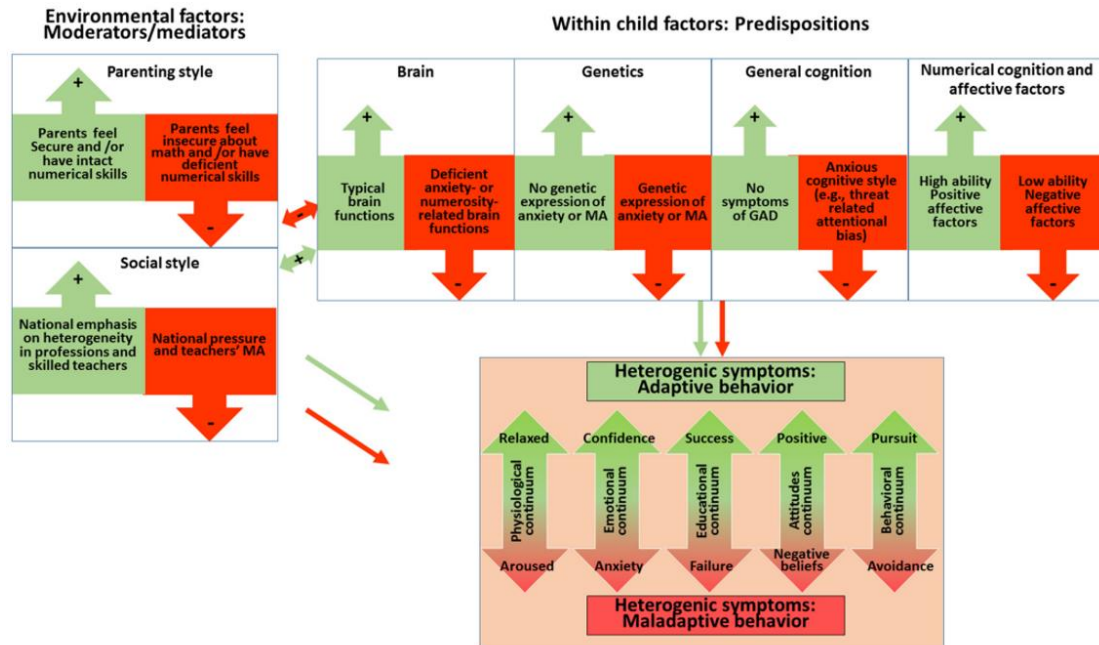 Environmental factors:
Moderators/mediators
Parenting style
+
Parents feel
Secure and /or
have intact
numerical skills
Parents feel
insecure about
math and /or have
deficient
numerical skills
-
Social style
+
National emphasis
on heterogeneity
in professions and
skilled teachers
National pressure
and teachers' MA
-
-
+
Within child factors: Predispositions
Brain
+
Typical
brain
functions
Deficient
anxiety- or
numerosity-
related brain
functions
-
Genetics
+
No genetic
expression of
anxiety or MA
Genetic
expression of
anxiety or MA
-
General cognition
+
No
symptoms
of GAD
Anxious
cognitive style
(e.g., threat
related
attentional
bias)
-
Numerical cognition and
affective factors
+
High ability
Positive
affective
factors
Low ability
Negative
affective
factors
-
Heterogenic symptoms:
Adaptive behavior
Relaxed
Physiological
continuum
Aroused
Confidence
Emotional
continuum
Anxiety
Success
Educational
continuum
Failure
Positive
Attitudes
continuum
Negative
beliefs
Pursuit
Behavioral
continuum
Avoidance
Heterogenic symptoms:
Maladaptive behavior